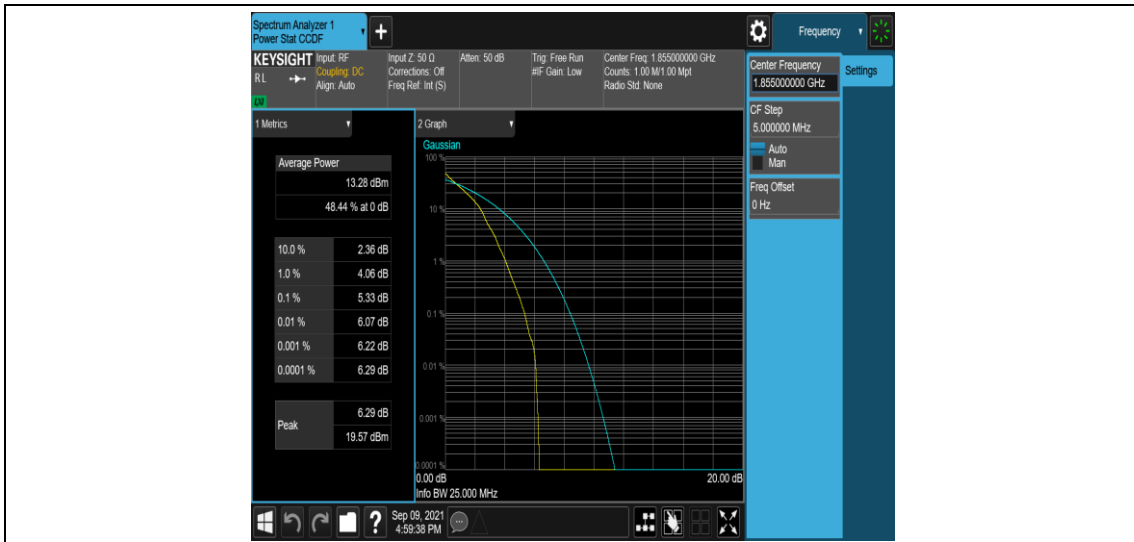 Spectrum Analyzer 1
Power Stat CCDF
+
Frequency
KEYSIGHT
RL
LXI
Input: RF
Coupling: DC
Align: Auto
Input Z: 50 Ω
Corrections: Off
Freq Ref: Int (S)
Atten: 50 dB
Trig: Free Run
#IF Gain: Low
Center Freq: 1.855000000 GHz
Counts: 1.00 M/1.00 Mpt
Radio Std: None
Center Frequency
1.855000000 GHz
Settings
CF Step
5.000000 MHz
Auto
Man
Freq Offset
0 Hz
1 Metrics
Average Power
13.28 dBm
48.44 % at 0 dB
10.0 % 2.36 dB
1.0 % 4.06 dB
0.1 % 5.33 dB
0.01 % 6.07 dB
0.001 % 6.22 dB
0.0001 % 6.29 dB
Peak
6.29 dB
19.57 dBm
2 Graph
Gaussian
100 %
10 %
1 %
0.1 %
0.01 %
0.001 %
0.0001 %
0.00 dB 20.00 dB
Info BW 25.000 MHz
?
Sep 09, 2021
4:59:38 PM